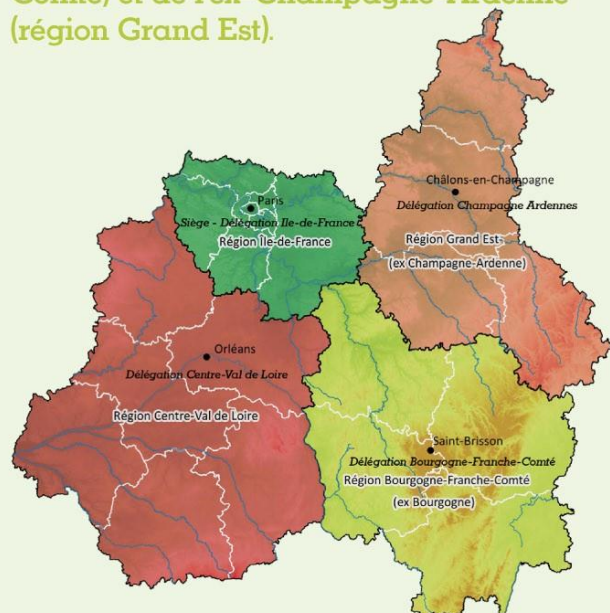 Comté, et de l'ex-Champagne-Ardenne
(région Grand Est).
Châlons-en-Champagne
Délégation Champagne Ardennes
Paris
Siège - Délégation Ile-de-France
Région Île-de-France
Région Grand Est
(ex Champagne-Ardenne)
Orléans
Délégation Centre-Val de Loire
Région Centre-Val de Loire
Saint-Brisson
Délégation Bourgogne-Franche-Comté
Région Bourgogne-Franche-Comté
(ex Bourgogne)